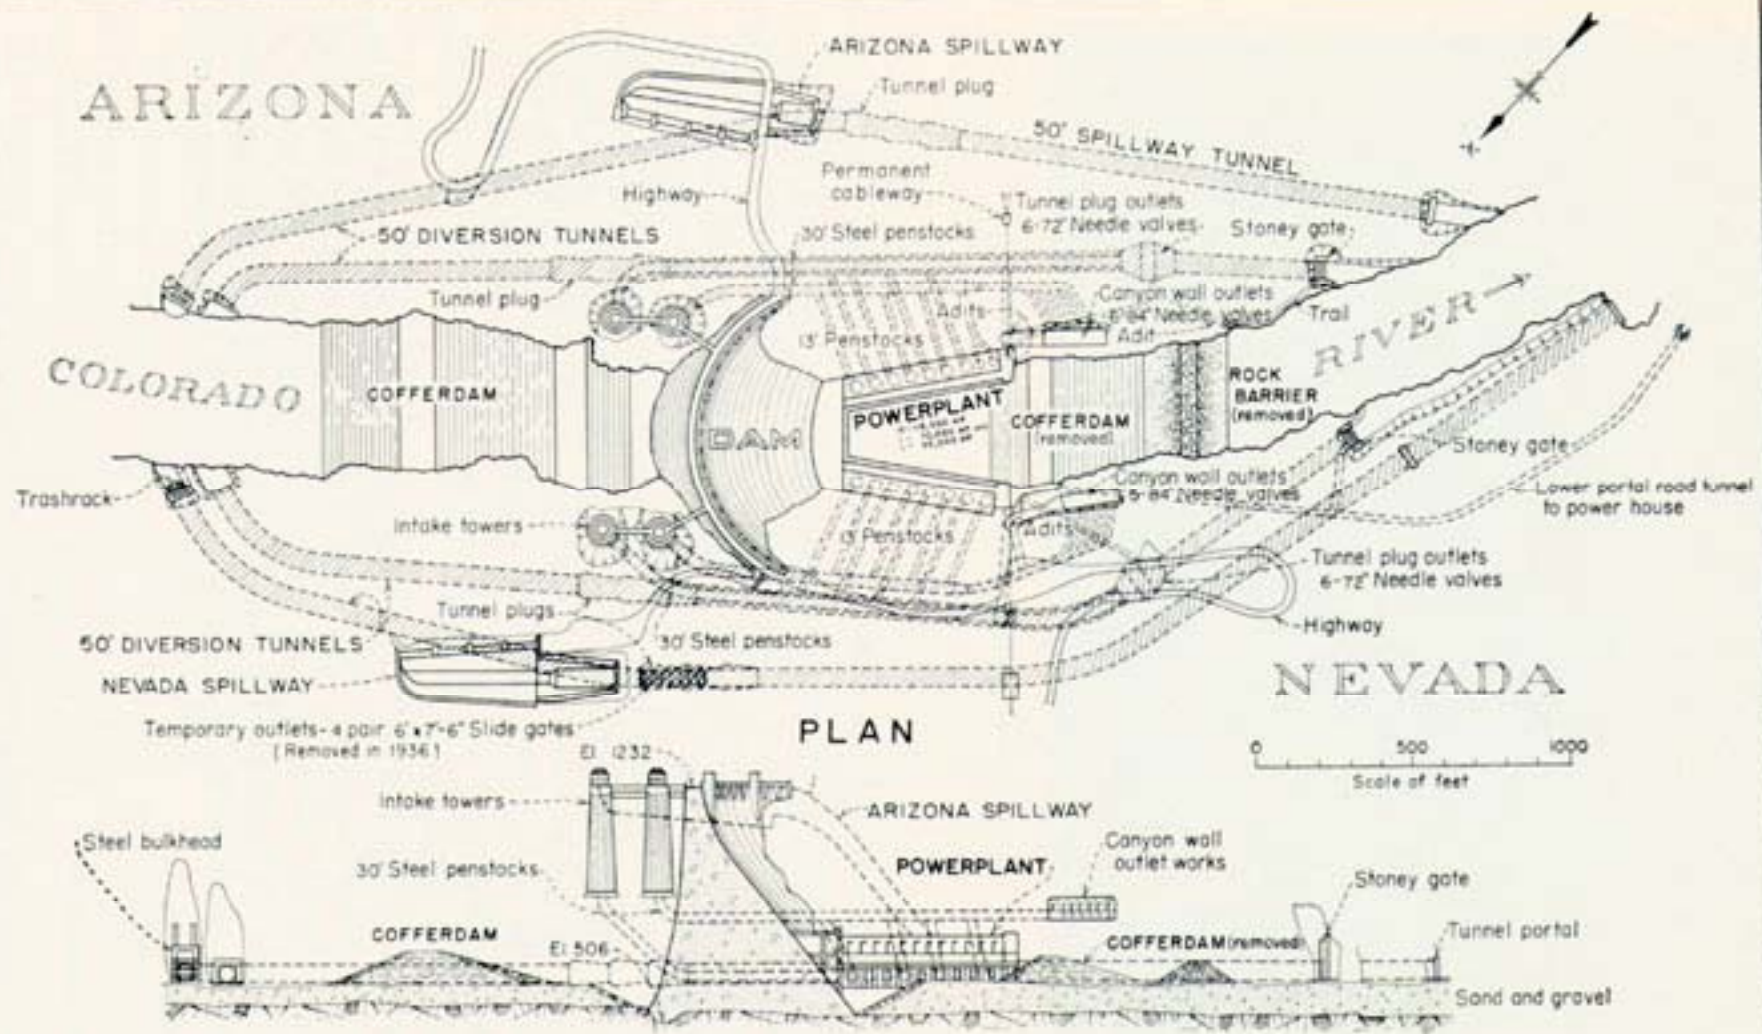 ARIZONA
ARIZONA SPILLWAY
Tunnel plug
50' SPILLWAY TUNNEL
Permanent
cableway
Highway
Tunnel plug outlets
6-72" Needle valves
Stoney gate
50' DIVERSION TUNNELS
30' Steel penstocks
Tunnel plug
Adits
Canyon wall outlets
6-84" Needle valves
Adit
Trail
13' Penstocks
COLORADO
RIVER
COFFERDAM
DAM
POWERPLANT
COFFERDAM
(removed)
ROCK
BARRIER
(removed)
Stoney gate
Trashrack
Canyon wall outlets
5-84" Needle valves
Lower portal road tunnel
to power house
Intake towers
13' Penstocks
Adits
Tunnel plug outlets
6-72" Needle valves
Tunnel plugs
Highway
50' DIVERSION TUNNELS
30' Steel penstocks
NEVADA SPILLWAY
NEVADA
Temporary outlets-4 pair 6'x7'-6" Slide gates
(Removed in 1936)
PLAN
0 500 1000
Scale of feet
El. 1232
Intake towers
ARIZONA SPILLWAY
Steel bulkhead
Canyon wall
outlet works
30' Steel penstocks
POWERPLANT
Stoney gate
COFFERDAM
El. 506
COFFERDAM (removed)
Tunnel portal
Sand and gravel